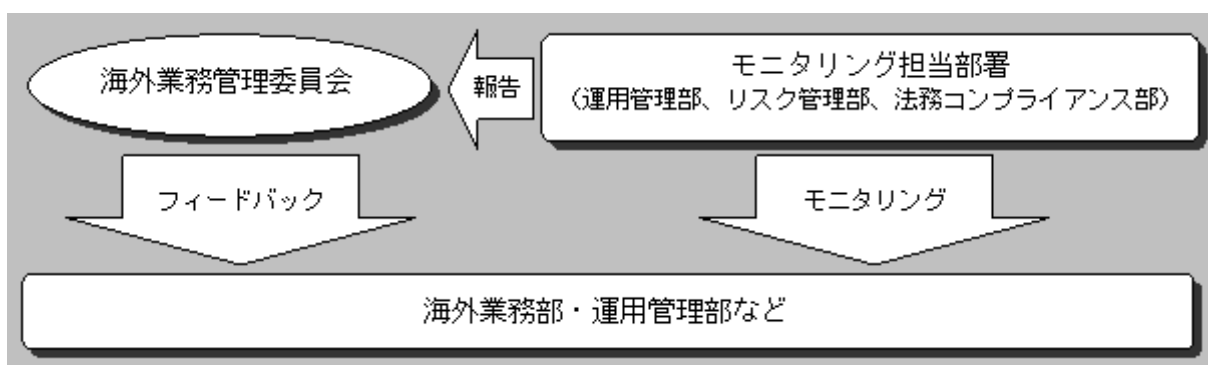 海外業務管理委員会
報告
モニタリング担当部署
（運用管理部、リスク管理部、法務コンプライアンス部）
フィードバック
モニタリング
海外業務部・運用管理部など